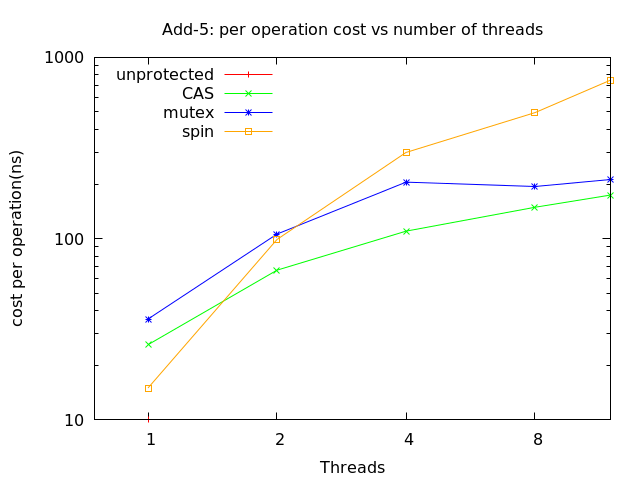 Add-5: per operation cost vs number of threads
1000
unprotected
CAS
mutex
spin
cost per operation(ns)
100
10
1 2 4 8
Threads